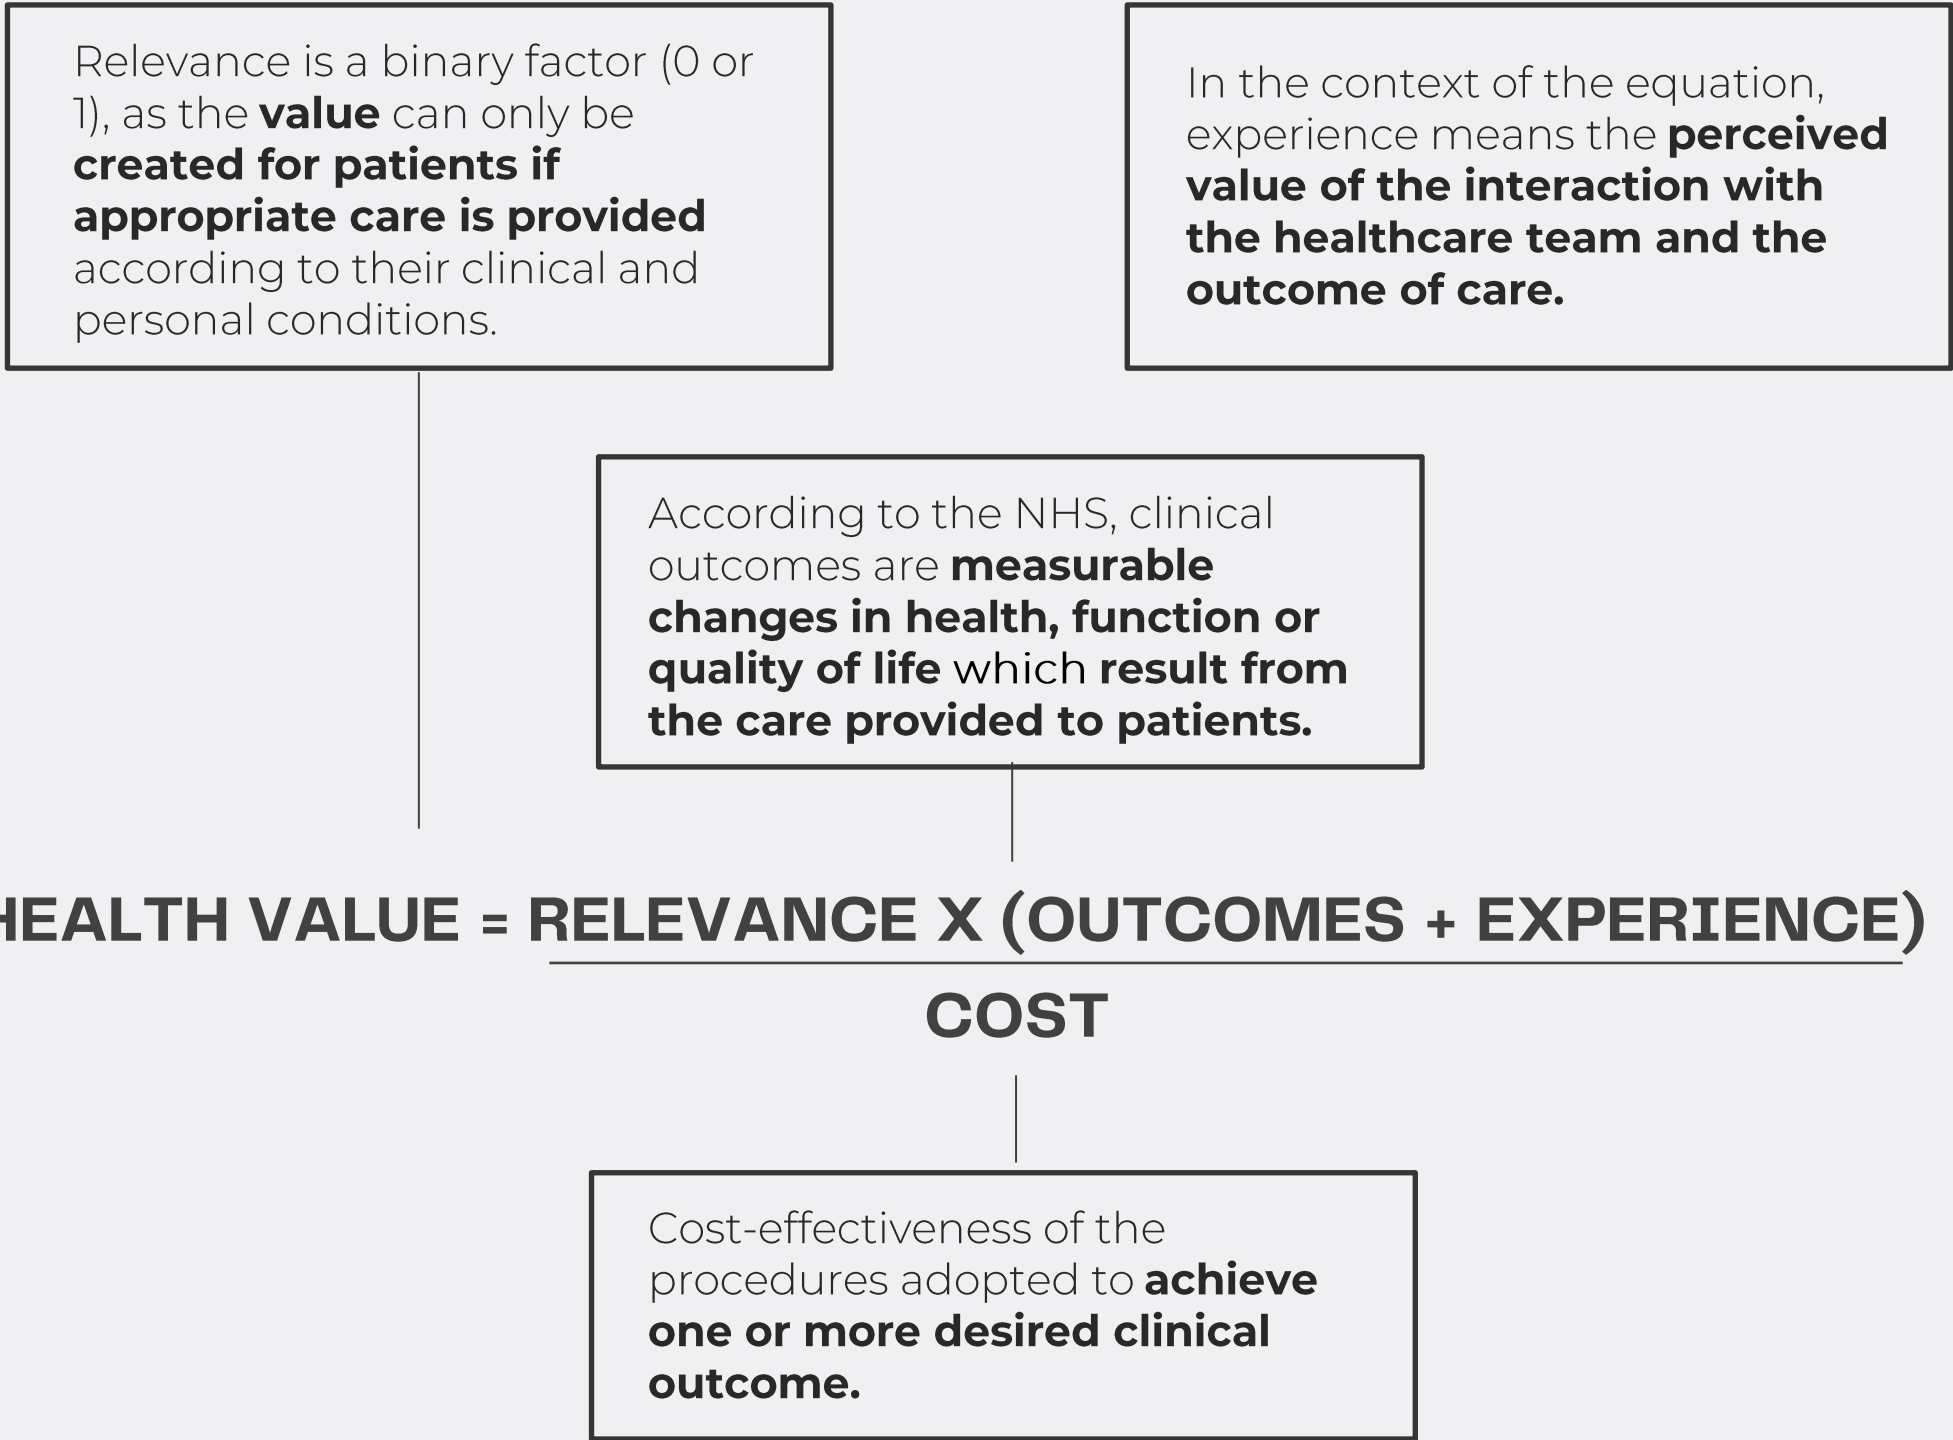 Relevance is a binary factor (0 or
1), as the value can only be
created for patients if
appropriate care is provided
according to their clinical and
personal conditions.
In the context of the equation,
experience means the perceived
value of the interaction with
the healthcare team and the
outcome of care.
According to the NHS, clinical
outcomes are measurable
changes in health, function or
quality of life which result from
the care provided to patients.
HEALTH VALUE = RELEVANCE X (OUTCOMES + EXPERIENCE)
COST
Cost-effectiveness of the
procedures adopted to achieve
one or more desired clinical
outcome.